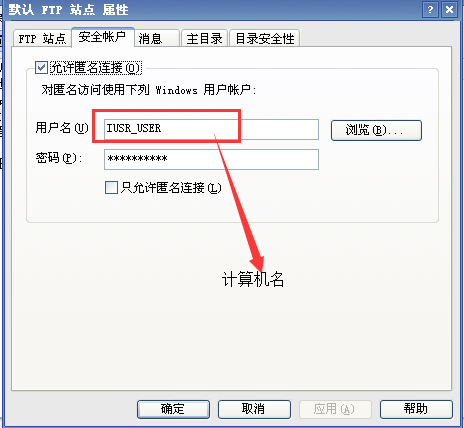 默认 FTP 站点 属性
FTP 站点 安全帐户 消息 主目录 目录安全性
允许匿名连接(O)
对匿名访问使用下列 Windows 用户帐户:
用户名(U) IUSR_USER 浏览(B)...
密码(P): **********
只允许匿名连接(L)
计算机名
确定 取消 应用(A) 帮助